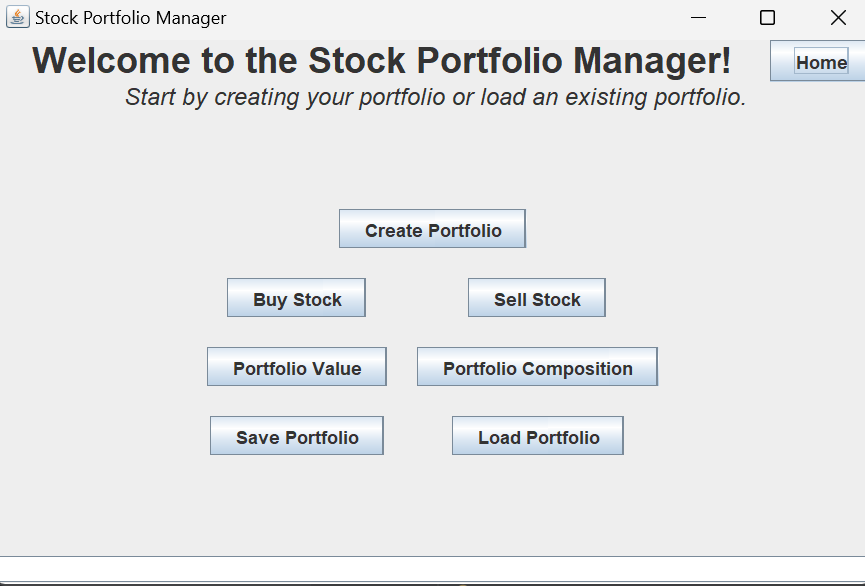 Stock Portfolio Manager
Welcome to the Stock Portfolio Manager!
Home
Start by creating your portfolio or load an existing portfolio.
Create Portfolio
Buy Stock
Sell Stock
Portfolio Value
Portfolio Composition
Save Portfolio
Load Portfolio